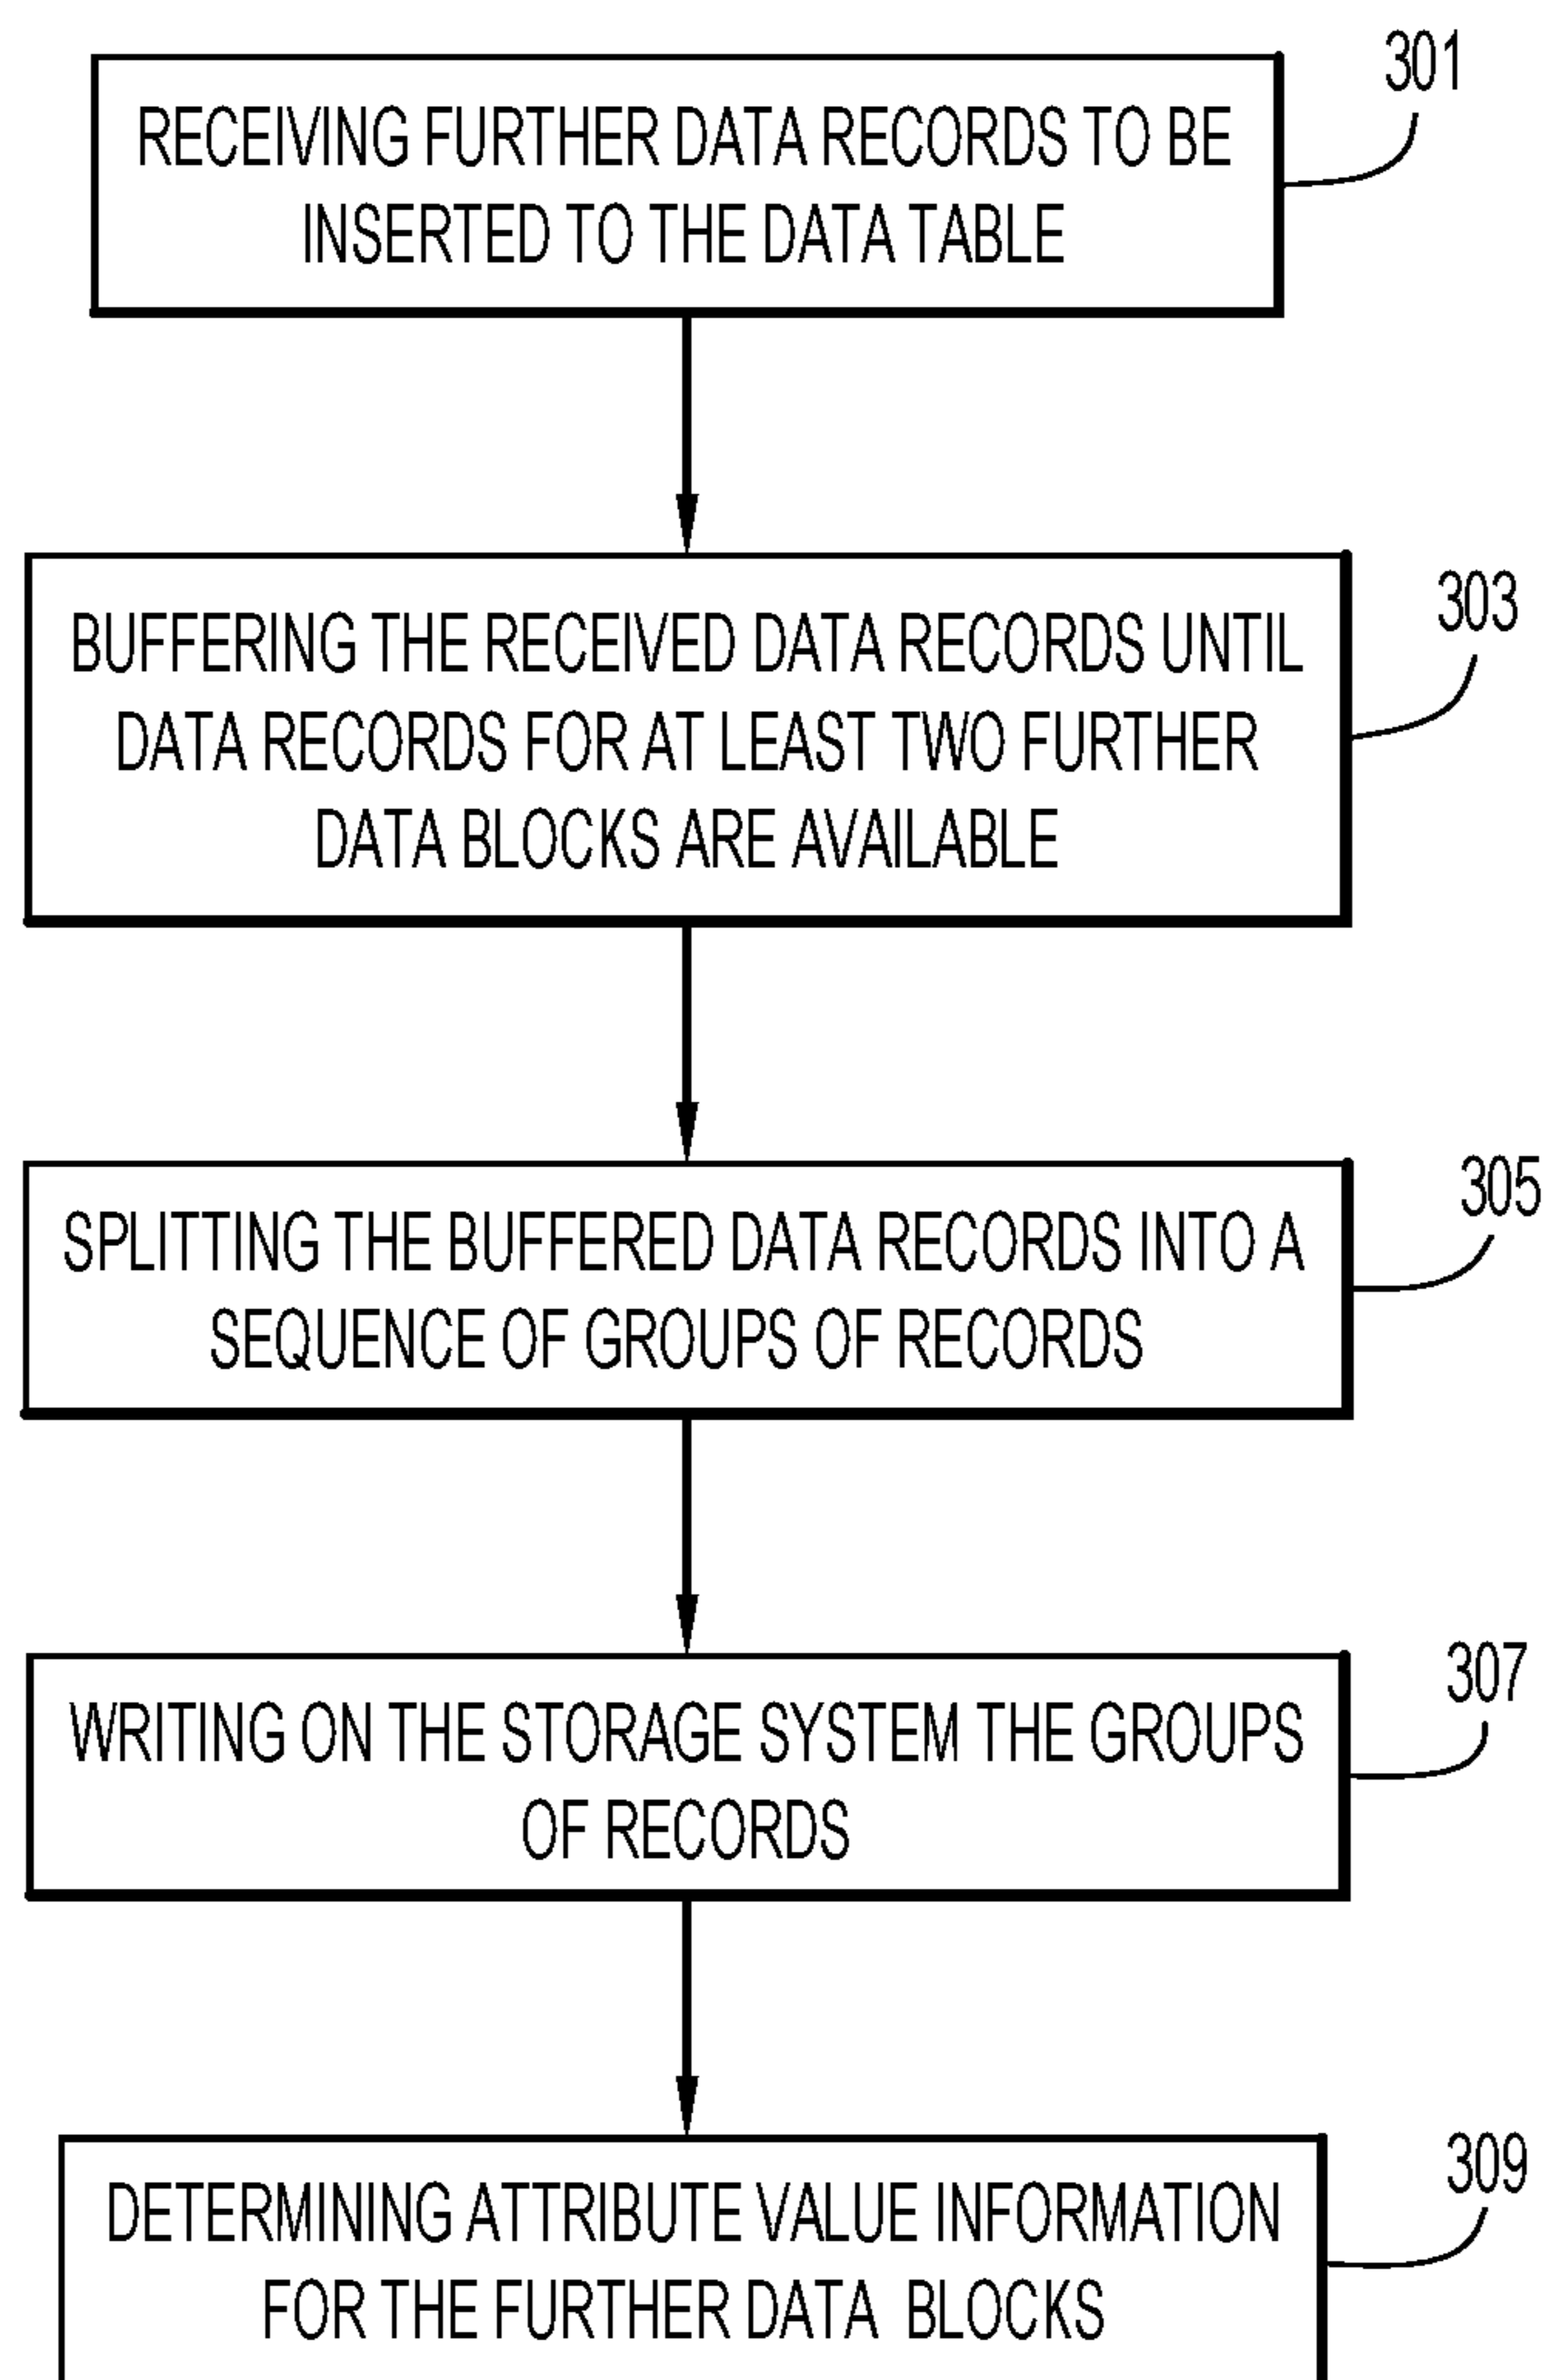 301
RECEIVING FURTHER DATA RECORDS TO BE
INSERTED TO THE DATA TABLE
303
BUFFERING THE RECEIVED DATA RECORDS UNTIL
DATA RECORDS FOR AT LEAST TWO FURTHER
DATA BLOCKS ARE AVAILABLE
305
SPLITTING THE BUFFERED DATA RECORDS INTO A
SEQUENCE OF GROUPS OF RECORDS
307
WRITING ON THE STORAGE SYSTEM THE GROUPS
OF RECORDS
309
DETERMINING ATTRIBUTE VALUE INFORMATION
FOR THE FURTHER DATA BLOCKS